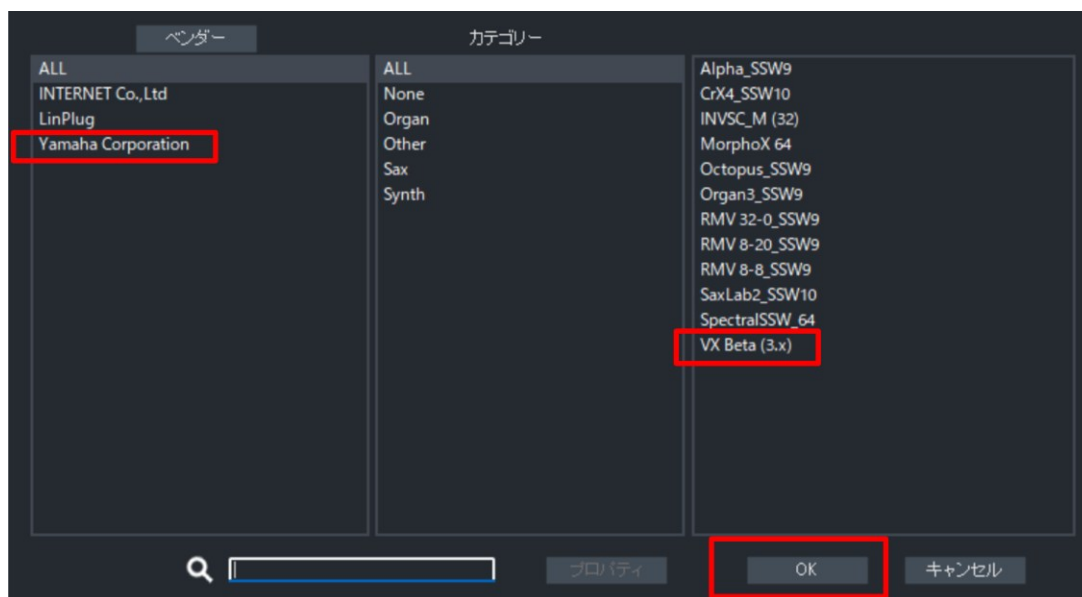 ベンダー
カテゴリー
ALL
INTERNET Co.,Ltd
LinPlug
Yamaha Corporation
ALL
None
Organ
Other
Sax
Synth
Alpha_SSW9
CrX4_SSW10
INVSC_M (32)
MorphoX 64
Octopus_SSW9
Organ3_SSW9
RMV 32-0_SSW9
RMV 8-20_SSW9
RMV 8-8_SSW9
SaxLab2_SSW10
SpectralSSW_64
VX Beta (3.x)
プロパティ
OK
キャンセル